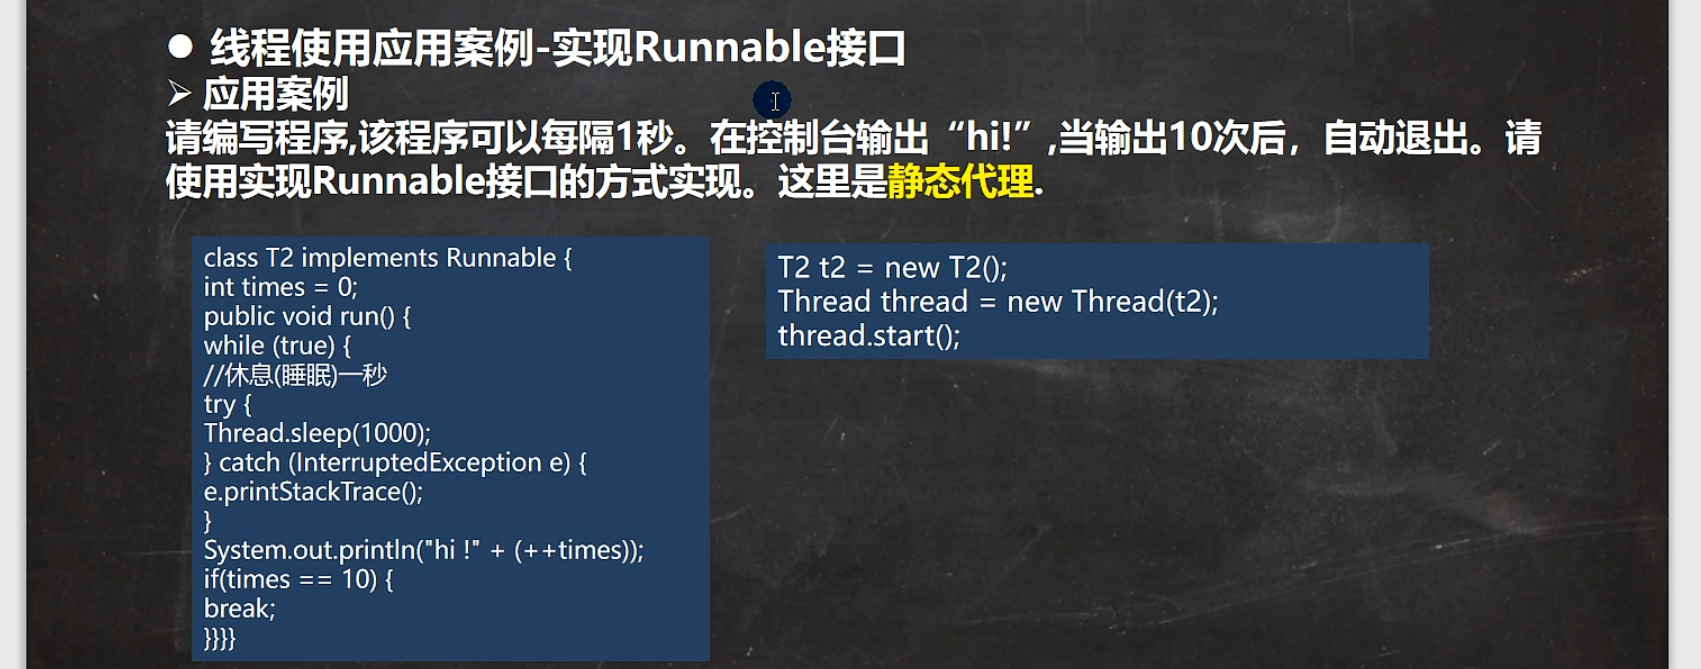 ● 线程使用应用案例-实现Runnable接口
➢ 应用案例
请编写程序,该程序可以每隔1秒。在控制台输出“hi!”,当输出10次后，自动退出。请
使用实现Runnable接口的方式实现。这里是静态代理.
class T2 implements Runnable {
int times = 0;
public void run() {
while (true) {
//休息(睡眠)一秒
try {
Thread.sleep(1000);
} catch (InterruptedException e) {
e.printStackTrace();
}
System.out.println("hi !" + (++times));
if(times == 10) {
break;
}}}}
T2 t2 = new T2();
Thread thread = new Thread(t2);
thread.start();